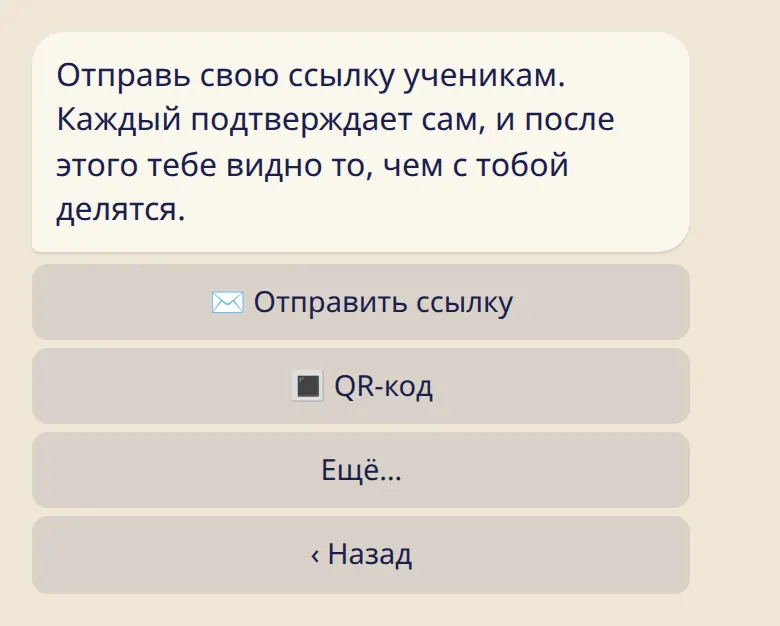 Отправь свою ссылку ученикам.
Каждый подтверждает сам, и после
этого тебе видно то, чем с тобой
делятся.
✉️ Отправить ссылку
🔳 QR-код
Ещё...
‹ Назад